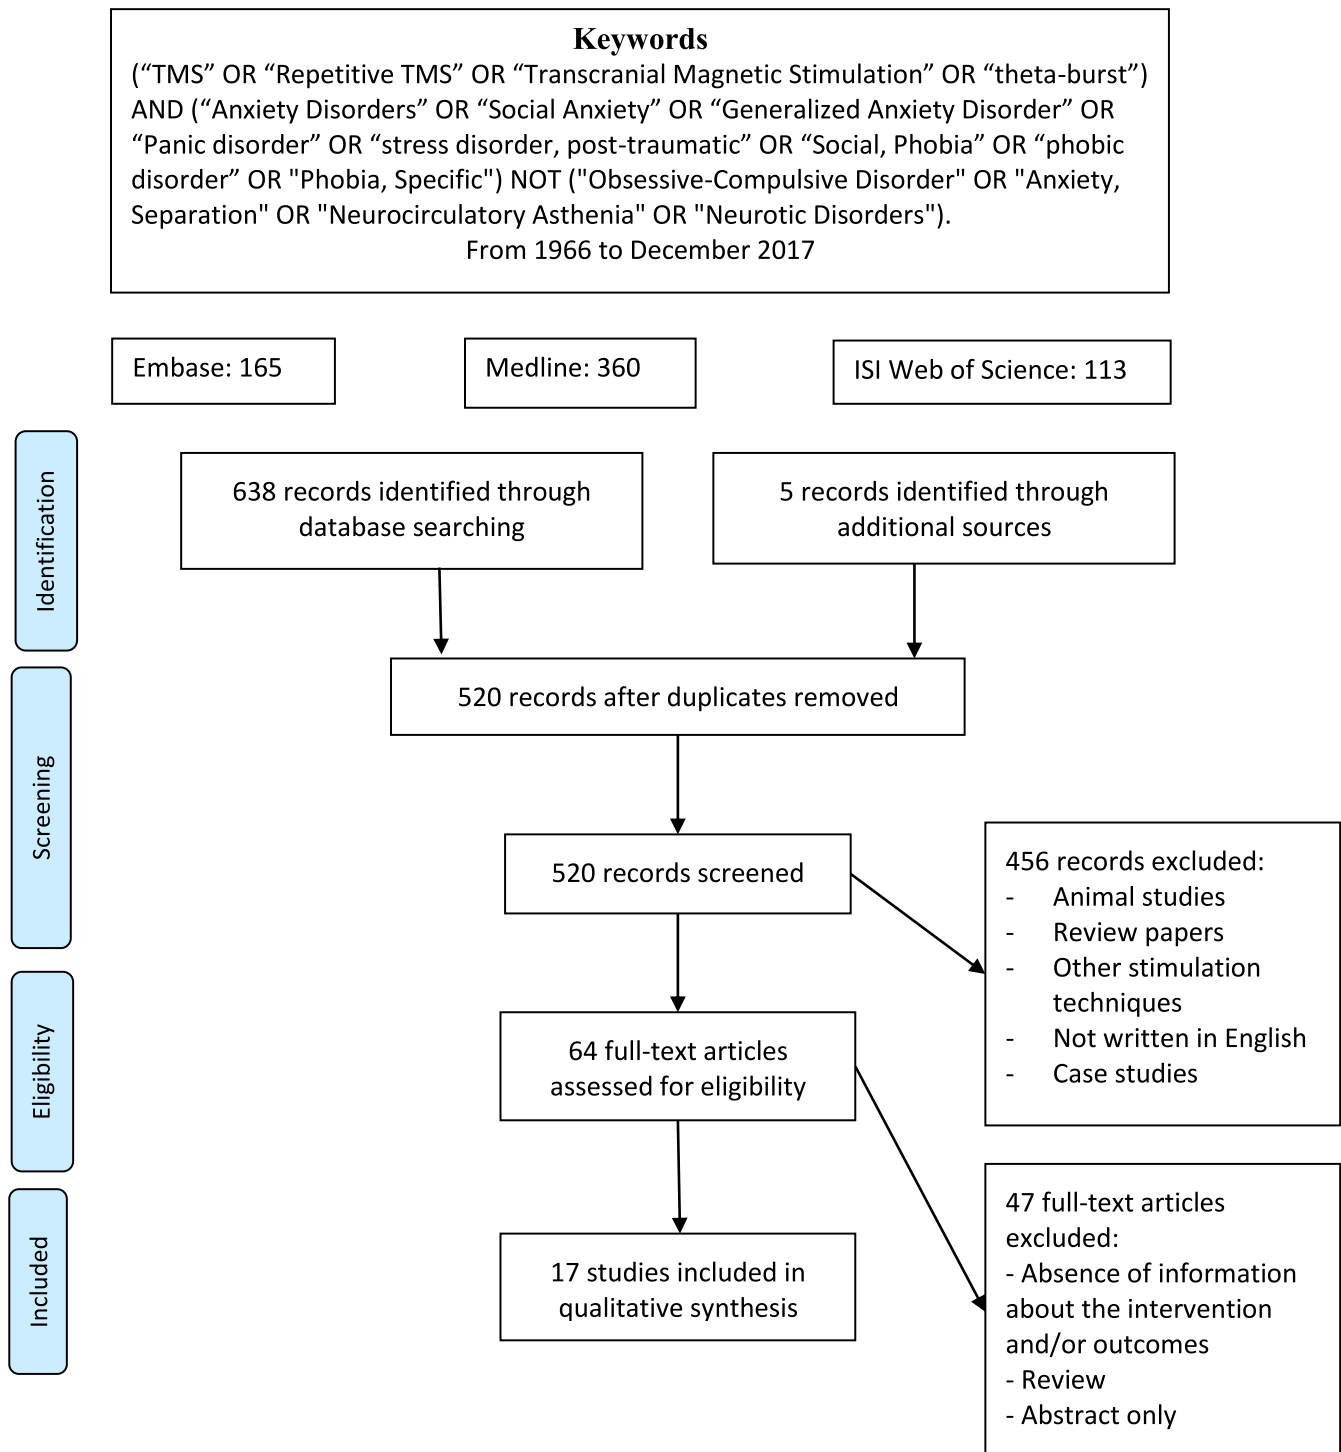 Keywords
(“TMS” OR “Repetitive TMS” OR “Transcranial Magnetic Stimulation” OR “theta-burst”)
AND (“Anxiety Disorders” OR “Social Anxiety” OR “Generalized Anxiety Disorder” OR
“Panic disorder” OR “stress disorder, post-traumatic” OR “Social, Phobia” OR “phobic
disorder” OR "Phobia, Specific") NOT ("Obsessive-Compulsive Disorder" OR "Anxiety,
Separation" OR "Neurocirculatory Asthenia" OR "Neurotic Disorders").
From 1966 to December 2017
Embase: 165
Medline: 360
ISI Web of Science: 113
Identification
638 records identified through
database searching
5 records identified through
additional sources
Screening
520 records after duplicates removed
520 records screened
456 records excluded:
- Animal studies
- Review papers
- Other stimulation
techniques
- Not written in English
- Case studies
Eligibility
64 full-text articles
assessed for eligibility
47 full-text articles
excluded:
- Absence of information
about the intervention
and/or outcomes
- Review
- Abstract only
Included
17 studies included in
qualitative synthesis